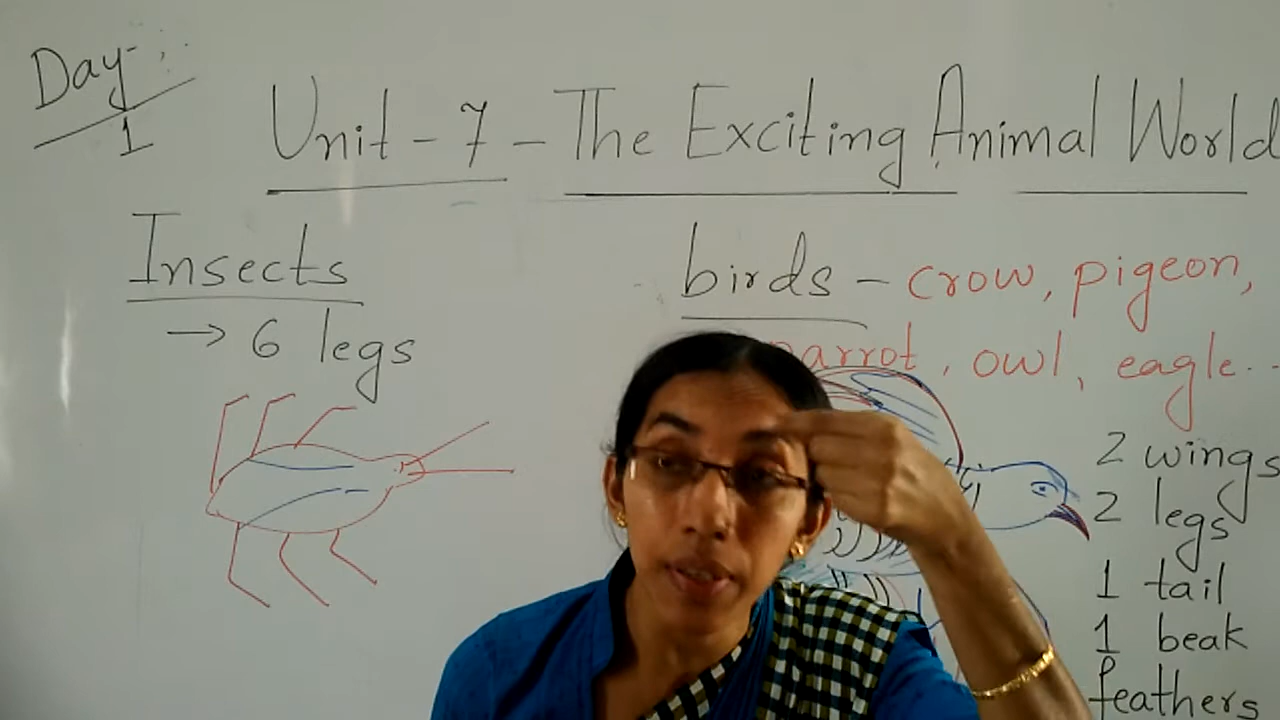 Day-
1
Unit - 7 - The Exciting Animal World
Insects
→ 6 legs
birds - crow, pigeon,
parrot, owl, eagle..
2 wings
2 legs
1 tail
1 beak
feathers